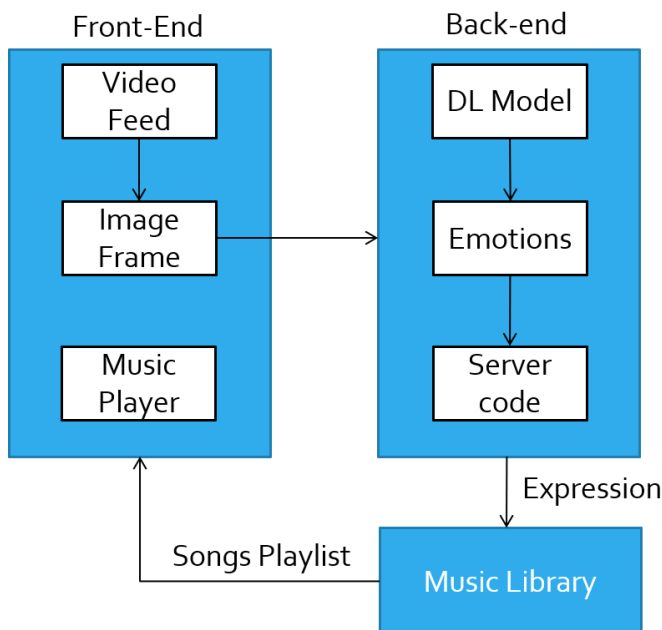 Front-End
Video
Feed
Image
Frame
Music
Player
Back-end
DL Model
Emotions
Server
code
Expression
Songs Playlist
Music Library